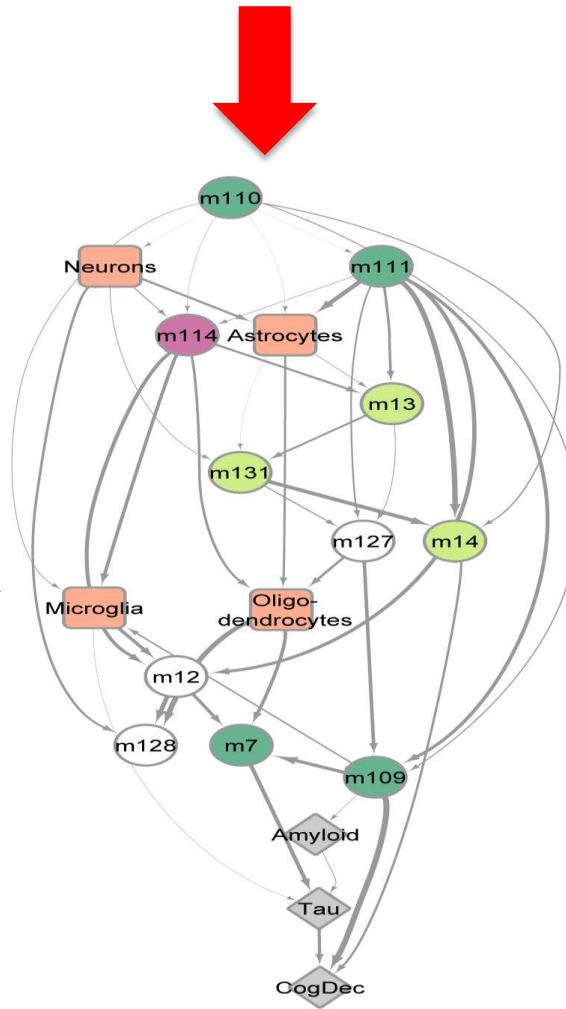 m110
Neurons
m111
m114
Astrocytes
m13
m131
m127
m14
Microglia
Oligo-
dendrocytes
m12
m128
m7
m109
Amyloid
Tau
CogDec